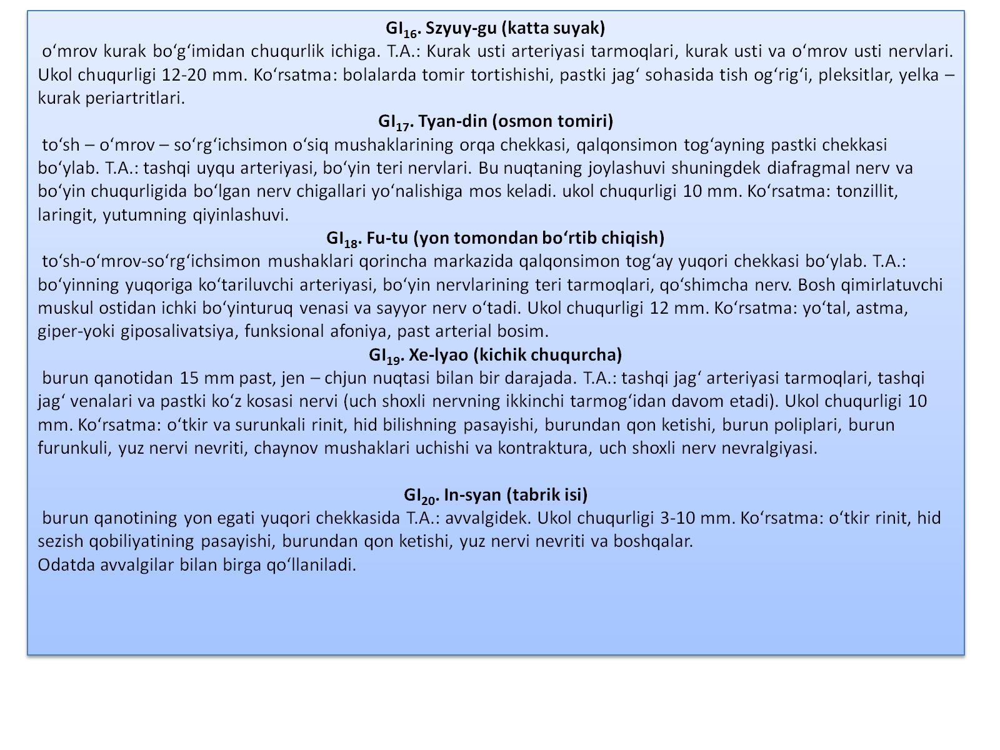 GI16. Szyuy-gu (katta suyak)
o‘mrov kurak bo‘g‘imidan chuqurlik ichiga. T.A.: Kurak usti arteriyasi tarmoqlari, kurak usti va o‘mrov usti nervlari.
Ukol chuqurligi 12-20 mm. Ko‘rsatma: bolalarda tomir tortishishi, pastki jag‘ sohasida tish og‘rig‘i, pleksitlar, yelka –
kurak periartritlari.
GI17. Tyan-din (osmon tomiri)
to‘sh – o‘mrov – so‘rg‘ichsimon o‘siq mushaklarining orqa chekkasi, qalqonsimon tog‘ayning pastki chekkasi
bo‘ylab. T.A.: tashqi uyqu arteriyasi, bo‘yin teri nervlari. Bu nuqtaning joylashuvi shuningdek diafragmal nerv va
bo‘yin chuqurligida bo‘lgan nerv chigallari yo‘nalishiga mos keladi. ukol chuqurligi 10 mm. Ko‘rsatma: tonzillit,
laringit, yutumning qiyinlashuvi.
GI18. Fu-tu (yon tomondan bo‘rtib chiqish)
to‘sh-o‘mrov-so‘rg‘ichsimon mushaklari qorincha markazida qalqonsimon tog‘ay yuqori chekkasi bo‘ylab. T.A.:
bo‘yinning yuqoriga ko‘tariluvchi arteriyasi, bo‘yin nervlarining teri tarmoqlari, qo‘shimcha nerv. Bosh qimirlatuvchi
muskul ostidan ichki bo‘yinturuq venasi va sayyor nerv o‘tadi. Ukol chuqurligi 12 mm. Ko‘rsatma: yo‘tal, astma,
giper-yoki giposalivatsiya, funksional afoniya, past arterial bosim.
GI19. Xe-lyao (kichik chuqurcha)
burun qanotidan 15 mm past, jen – chjun nuqtasi bilan bir darajada. T.A.: tashqi jag‘ arteriyasi tarmoqlari, tashqi
jag‘ venalari va pastki ko‘z kosasi nervi (uch shoxli nervning ikkinchi tarmog‘idan davom etadi). Ukol chuqurligi 10
mm. Ko‘rsatma: o‘tkir va surunkali rinit, hid bilishning pasayishi, burundan qon ketishi, burun poliplari, burun
furunkuli, yuz nervi nevriti, chaynov mushaklari uchishi va kontraktura, uch shoxli nerv nevralgiyasi.
GI20. In-syan (tabrik isi)
burun qanotining yon egati yuqori chekkasida T.A.: avvalgidek. Ukol chuqurligi 3-10 mm. Ko‘rsatma: o‘tkir rinit, hid
sezish qobiliyatining pasayishi, burundan qon ketishi, yuz nervi nevriti va boshqalar.
Odatda avvalgilar bilan birga qo‘llaniladi.